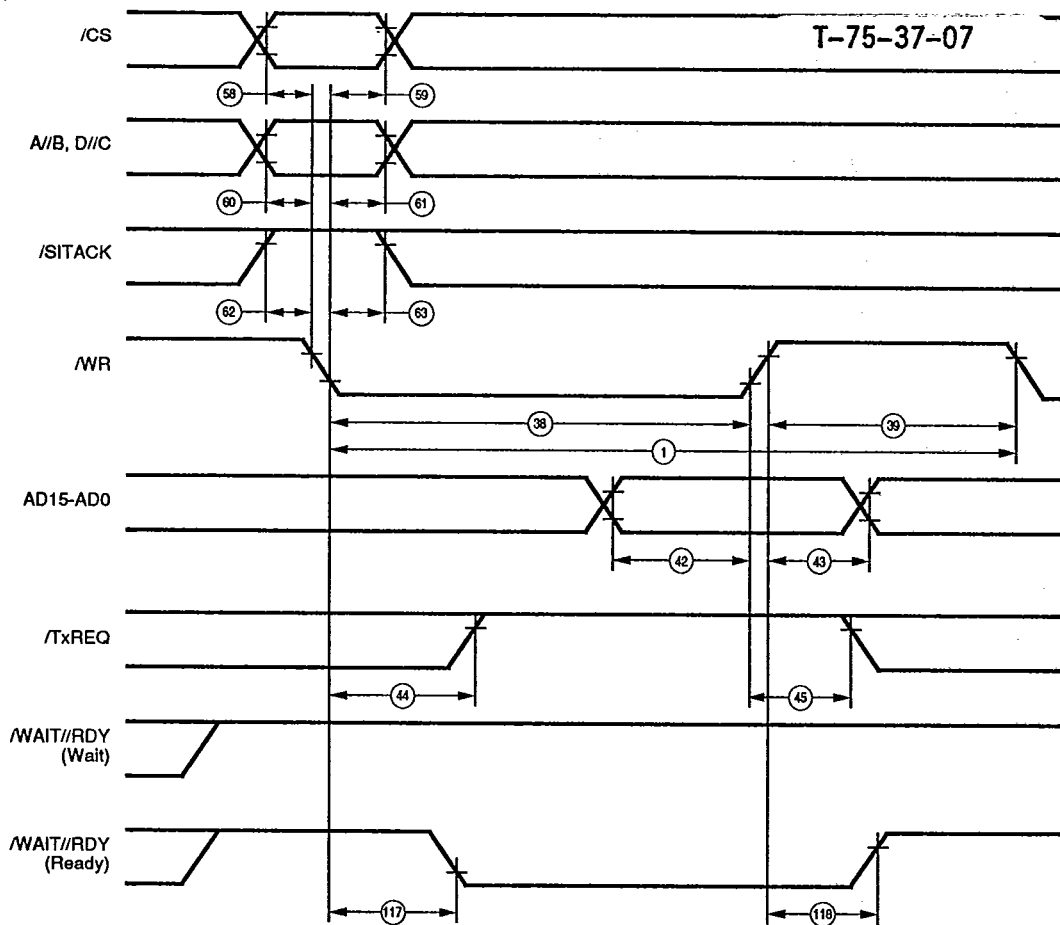 T-75-37-07
/CS
58
59
A//B, D//C
60
61
/SITACK
62
63
/WR
38
39
1
AD15-AD0
42
43
/TxREQ
44
45
/WAIT//RDY
(Wait)
/WAIT//RDY
(Ready)
117
118